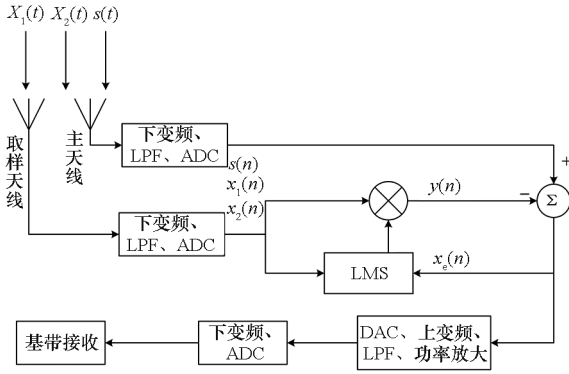 X₁(t) X₂(t) s(t)
取样天线
主天线
下变频、
LPF、ADC
s(n)
x₁(n)
x₂(n)
下变频、
LPF、ADC
y(n)
+
−
Σ
LMS
xₑ(n)
基带接收
下变频、
ADC
DAC、上变频、
LPF、功率放大